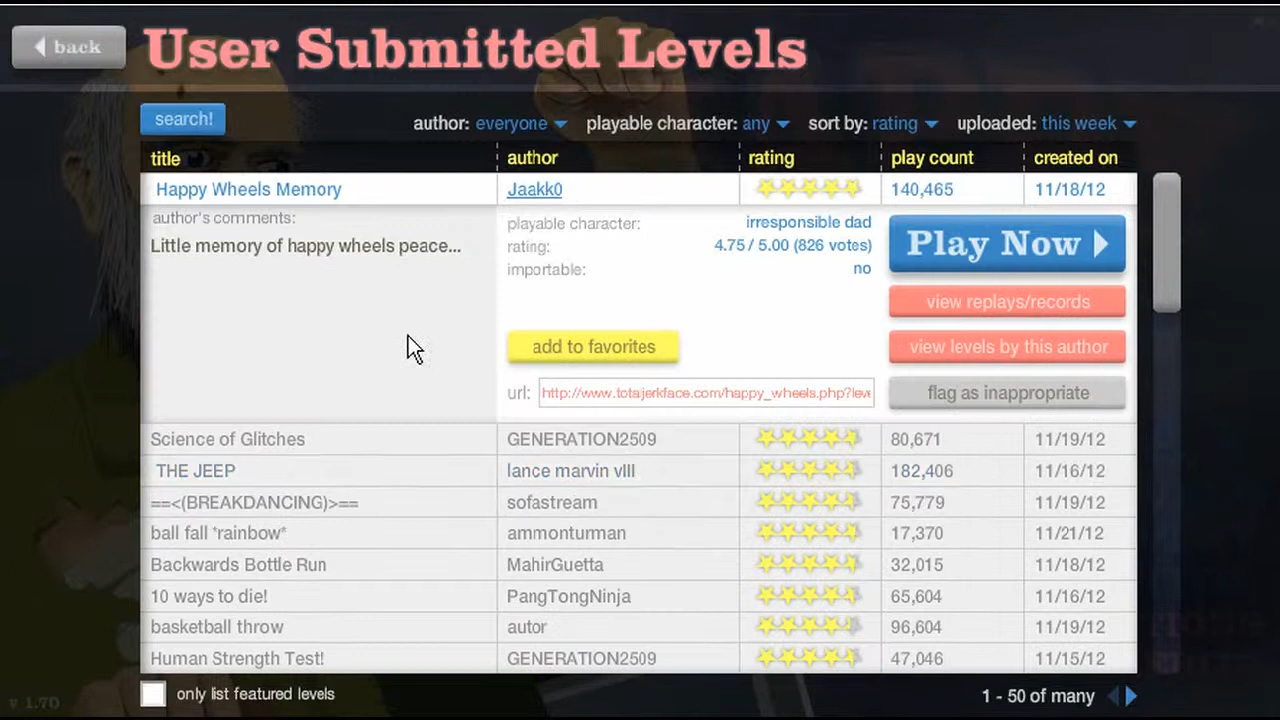 back
User Submitted Levels
search!
author: everyone playable character: any sort by: rating uploaded: this week
title author rating play count created on
Happy Wheels Memory Jaakk0 140,465 11/18/12
author's comments:
Little memory of happy wheels peace...
playable character: irresponsible dad
rating: 4.75 / 5.00 (826 votes)
importable: no
Play Now
view replays/records
add to favorites
view levels by this author
url: http://www.totaljerkface.com/happy_wheels.php?leve
flag as inappropriate
Science of Glitches GENERATION2509 80,671 11/19/12
THE JEEP lance marvin vIII 182,406 11/16/12
==<(BREAKDANCING)>== sofastream 75,779 11/19/12
ball fall *rainbow* ammonturman 17,370 11/21/12
Backwards Bottle Run MahirGuetta 32,015 11/18/12
10 ways to die! PangTongNinja 65,604 11/16/12
basketball throw autor 96,604 11/19/12
Human Strength Test! GENERATION2509 47,046 11/15/12
only list featured levels
1 - 50 of many
v 1.70